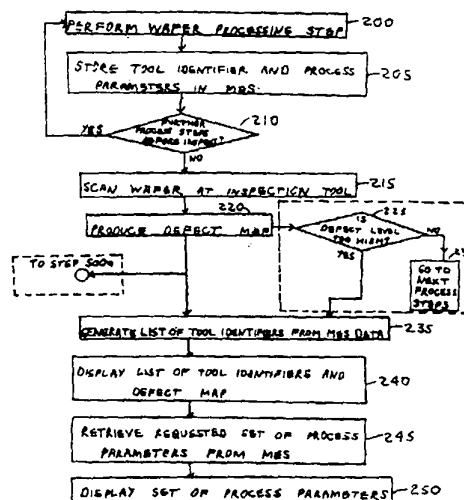 PERFORM WAFER PROCESSING STEP
200
STORE TOOL IDENTIFIER AND PROCESS
PARAMETERS IN MES
205
FURTHER
PROCESS STEPS
BEFORE INSPECT?
210
YES
NO
SCAN WAFER AT INSPECTION TOOL
215
220
PRODUCE DEFECT MAP
225
IS
DEFECT LEVEL
TOO HIGH?
YES
NO
GO TO
NEXT
PROCESS
STEPS
TO STEP 500a
GENERATE LIST OF TOOL IDENTIFIERS FROM MES DATA
235
DISPLAY LIST OF TOOL IDENTIFIERS AND
DEFECT MAP
240
RETRIEVE REQUESTED SET OF PROCESS
PARAMETERS FROM MES
245
DISPLAY SET OF PROCESS PARAMETERS
250